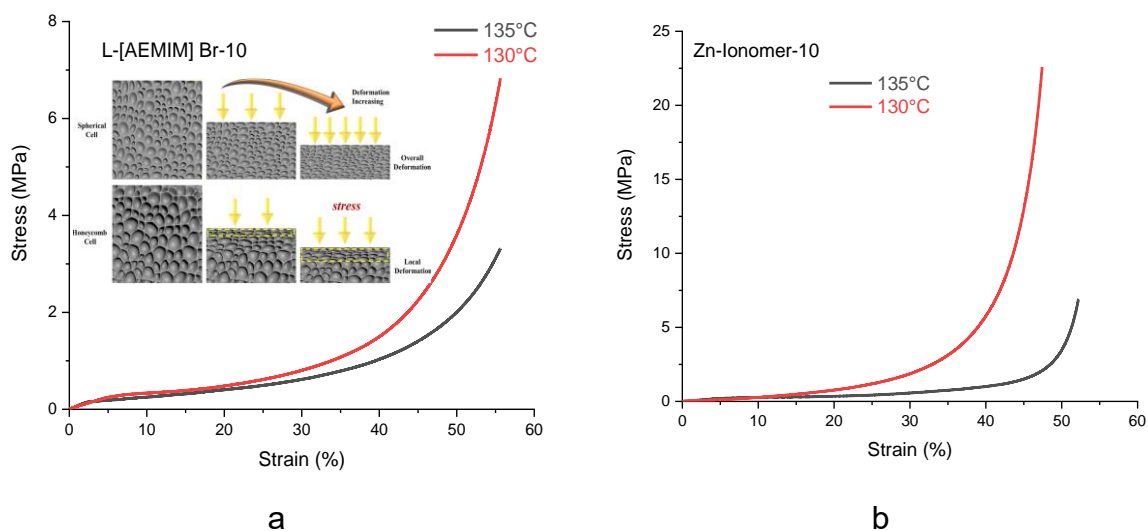 L-[AEMIM] Br-10
135°C
130°C
Deformation
Increasing
Spherical
Cell
Overall
Deformation
Honeycomb
Cell
stress
Local
Deformation
8
6
4
2
0
0 10 20 30 40 50 60
Stress (MPa)
Strain (%)
a
Zn-Ionomer-10
135°C
130°C
25
20
15
10
5
0
0 10 20 30 40 50 60
Stress (MPa)
Strain (%)
b